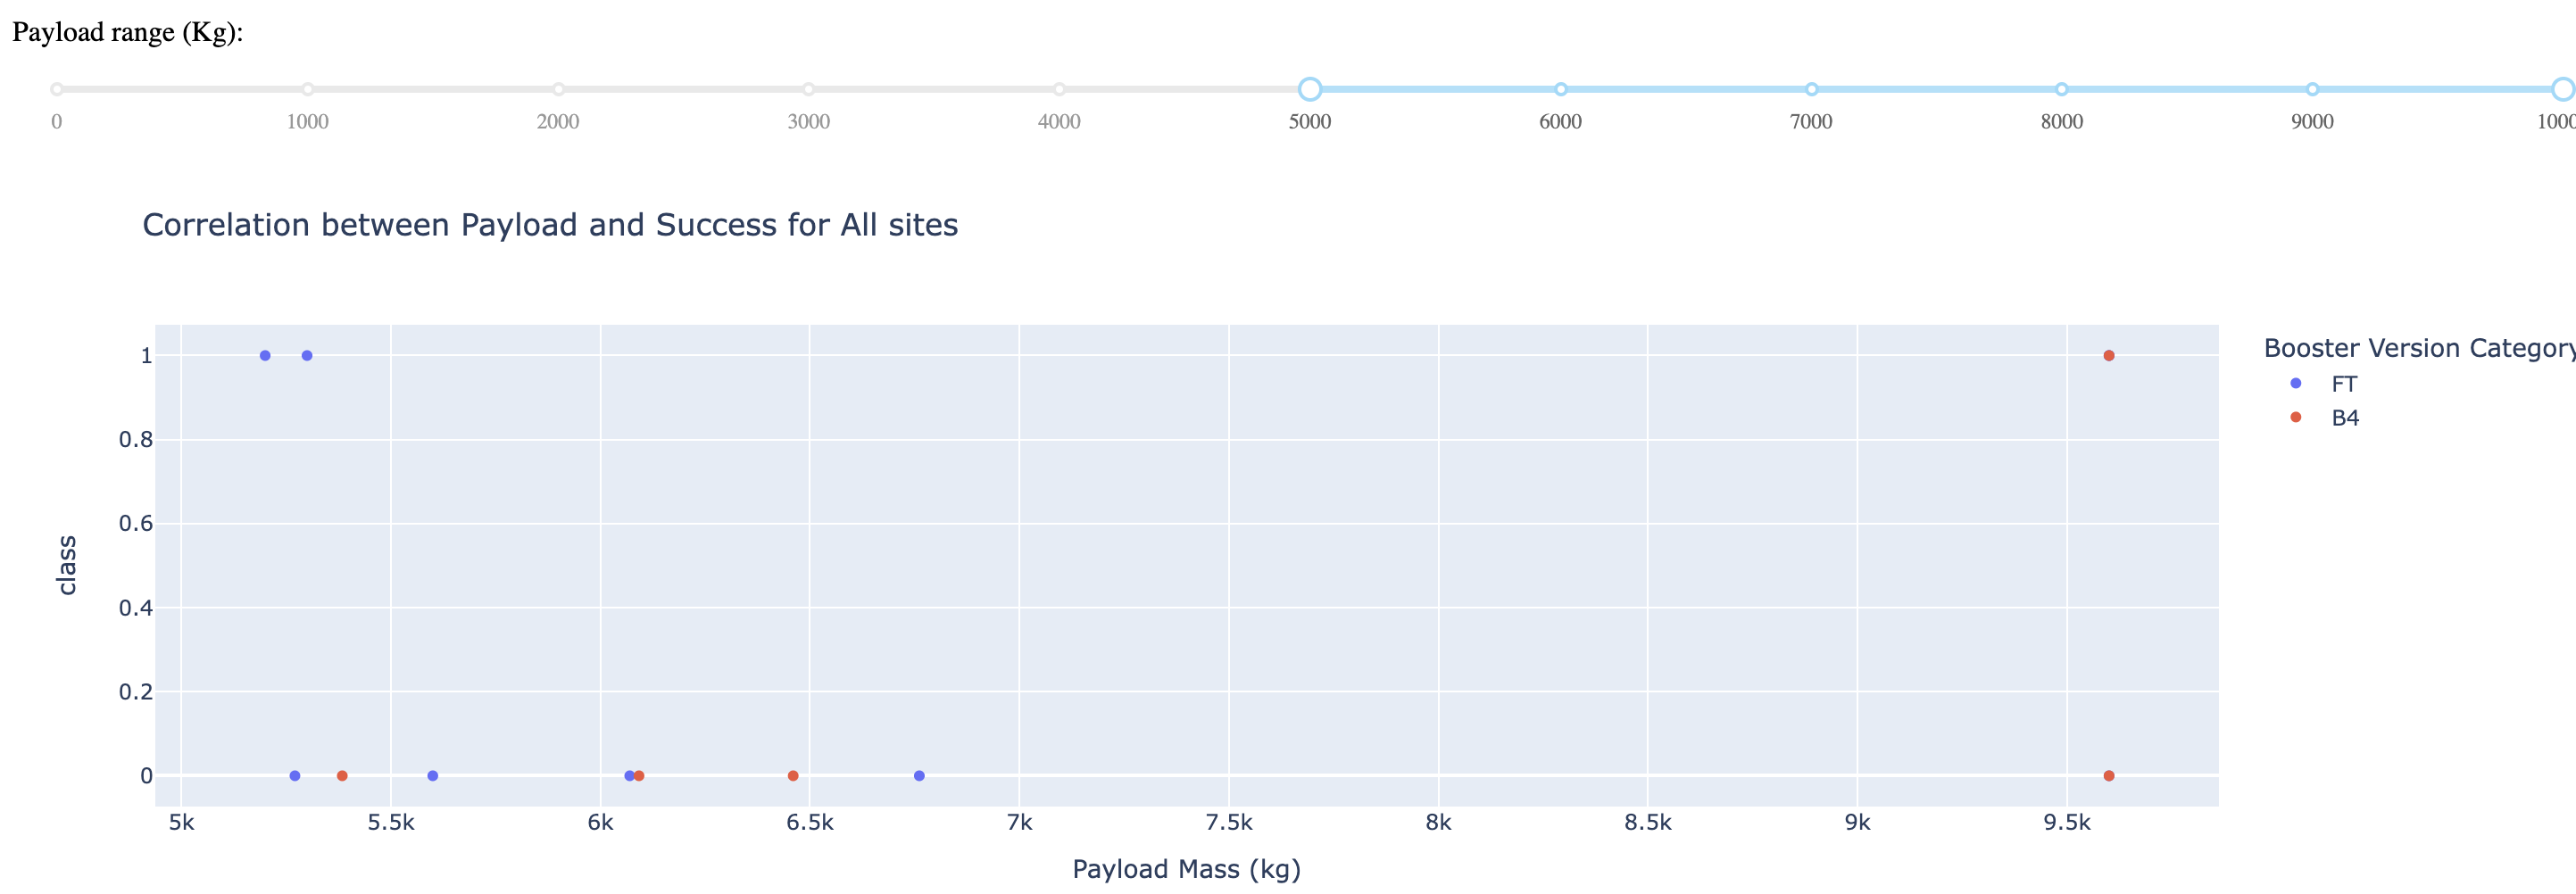 Payload range (Kg):
0 1000 2000 3000 4000 5000 6000 7000 8000 9000 1000
Correlation between Payload and Success for All sites
1
0.8
0.6
0.4
0.2
0
class
5k 5.5k 6k 6.5k 7k 7.5k 8k 8.5k 9k 9.5k
Payload Mass (kg)
Booster Version Category
FT
B4